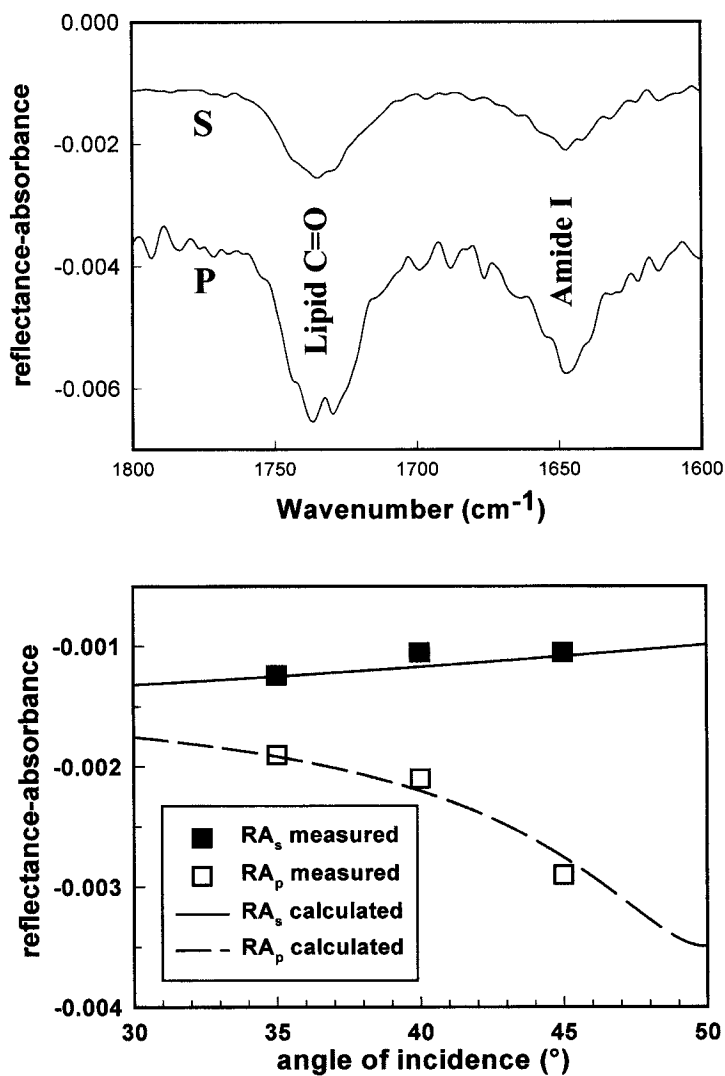 0.000
-0.002
-0.004
-0.006
reflectance-absorbance
S
P
Lipid C=O
Amide I
1800 1750 1700 1650 1600
Wavenumber (cm-1)
-0.001
-0.002
-0.003
-0.004
reflectance-absorbance
RAs measured
RAp measured
RAs calculated
RAp calculated
30 35 40 45 50
angle of incidence (°)